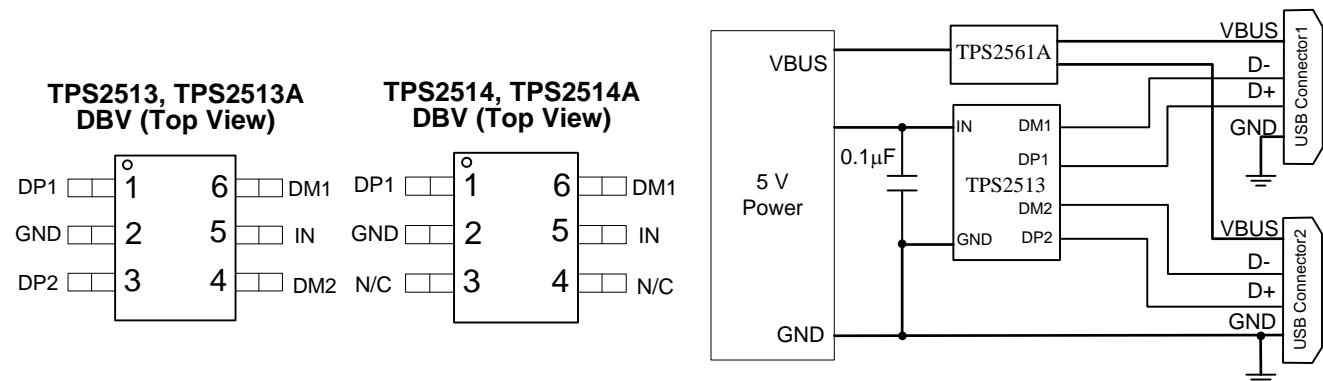 TPS2513, TPS2513A
DBV (Top View)
DP1 1 6 DM1
GND 2 5 IN
DP2 3 4 DM2
TPS2514, TPS2514A
DBV (Top View)
DP1 1 6 DM1
GND 2 5 IN
N/C 3 4 N/C
VBUS
5 V
Power
GND
0.1μF
TPS2561A
IN
DM1
DP1
TPS2513
DM2
GND
DP2
VBUS
D-
D+
GND
USB Connector1
VBUS
D-
D+
GND
USB Connector2